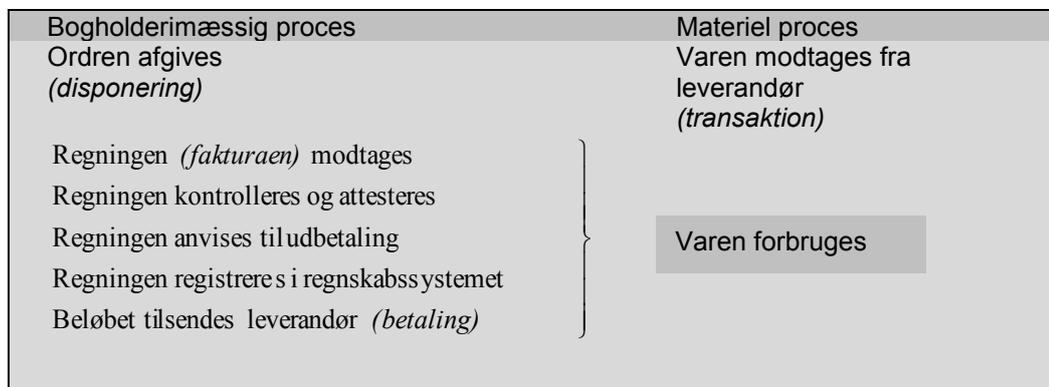 Bogholderimæssig proces
Materiel proces
Ordren afgives
(disponering)
Varen modtages fra
leverandør
(transaktion)
Regningen (fakturaen) modtages
Regningen kontrolleres og attesteres
Regningen anvises til udbetaling
Regningen registreres i regnskabssystemet
Beløbet tilsendes leverandør (betaling)
Varen forbruges